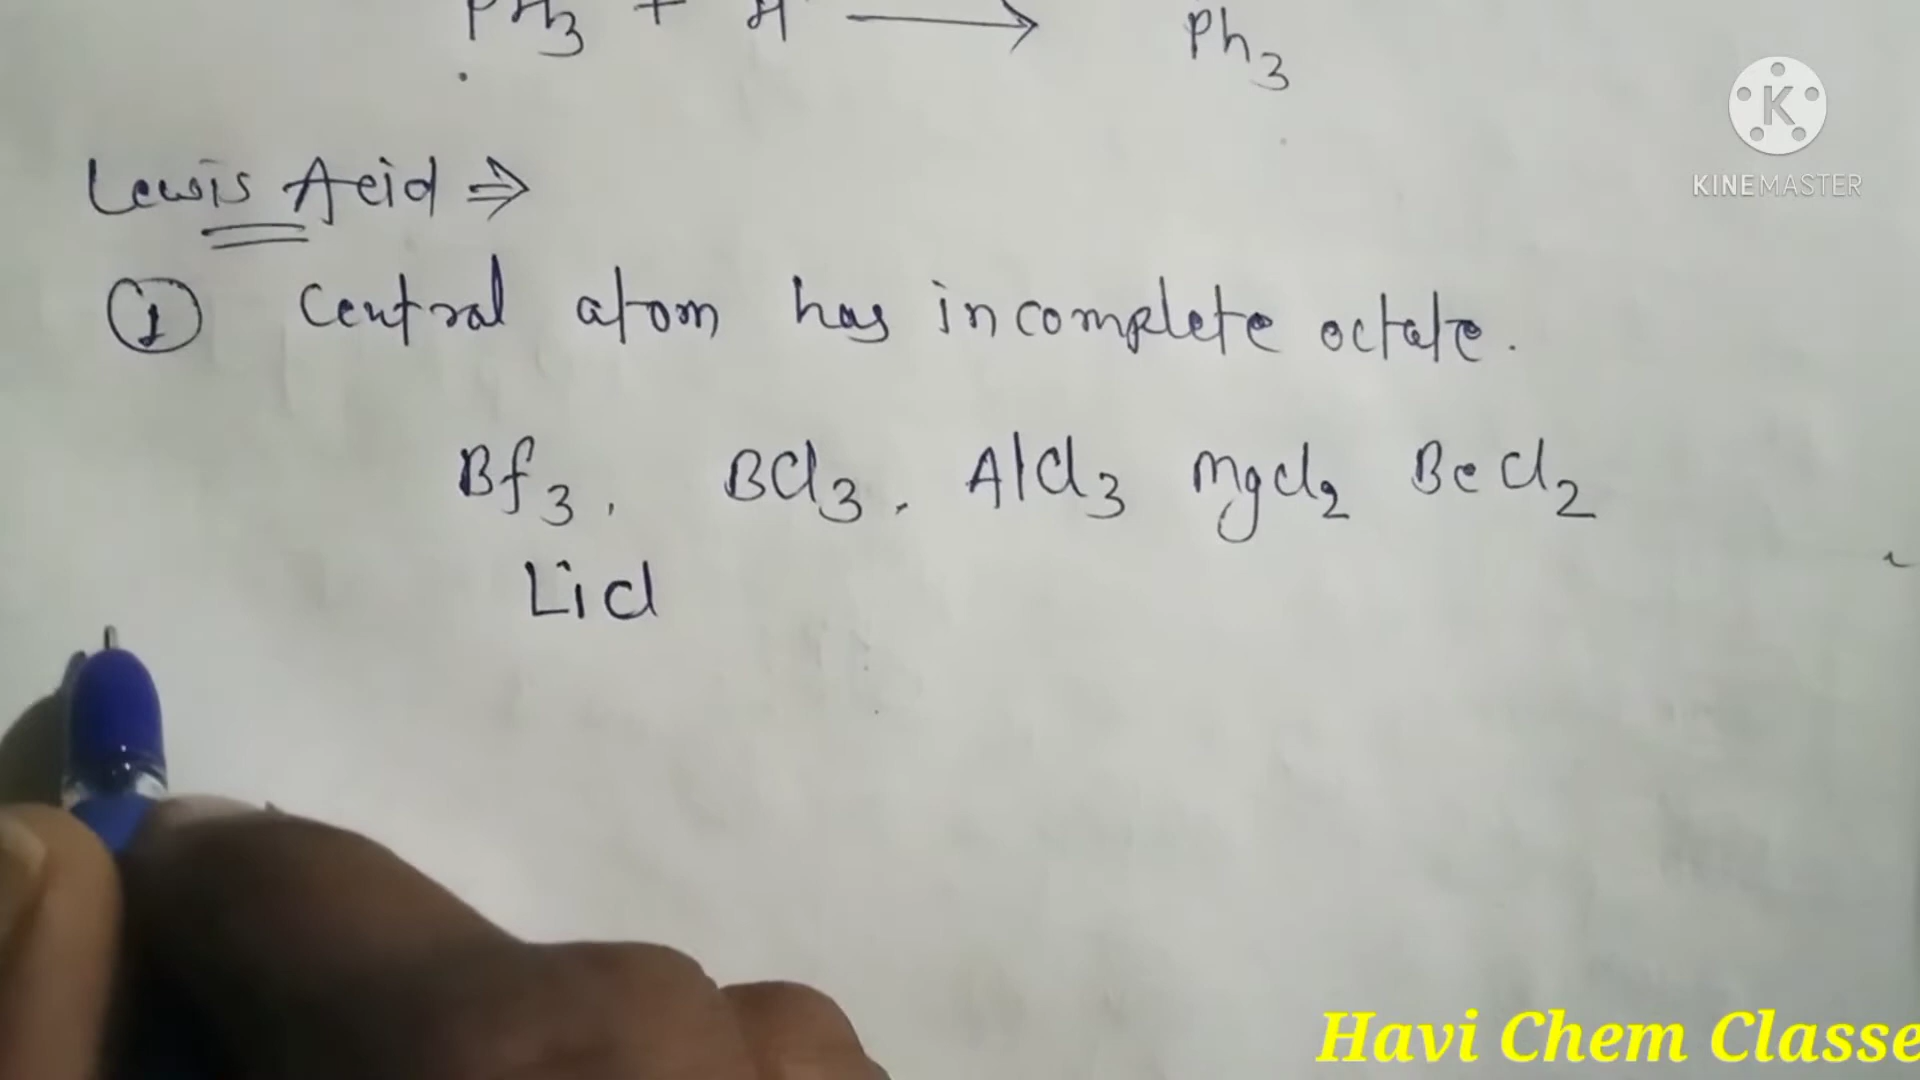 PH3 + H ⟶ Ph3
KINEMASTER
Lewis Acid ⇒
① Central atom has incomplete octate.
Bf3, BCl3, AlCl3 MgCl2 BeCl2
LiCl
Havi Chem Classe